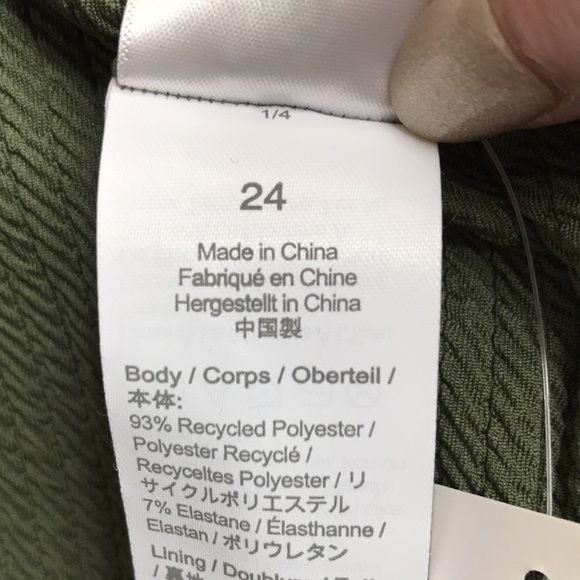 1/4
24
Made in China
Fabriqué en Chine
Hergestellt in China
中国製
Body / Corps / Oberteil /
本体:
93% Recycled Polyester /
Polyester Recyclé /
Recyceltes Polyester / リ
サイクルポリエステル
7% Elastane / Élasthanne /
Elastan / ポリウレタン
Lining / Doublure /
/ 裏地